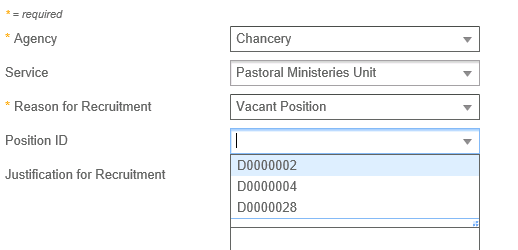 * = required
* Agency Chancery
Service Pastoral Ministeries Unit
* Reason for Recruitment Vacant Position
Position ID
D0000002
Justification for Recruitment
D0000004
D0000028